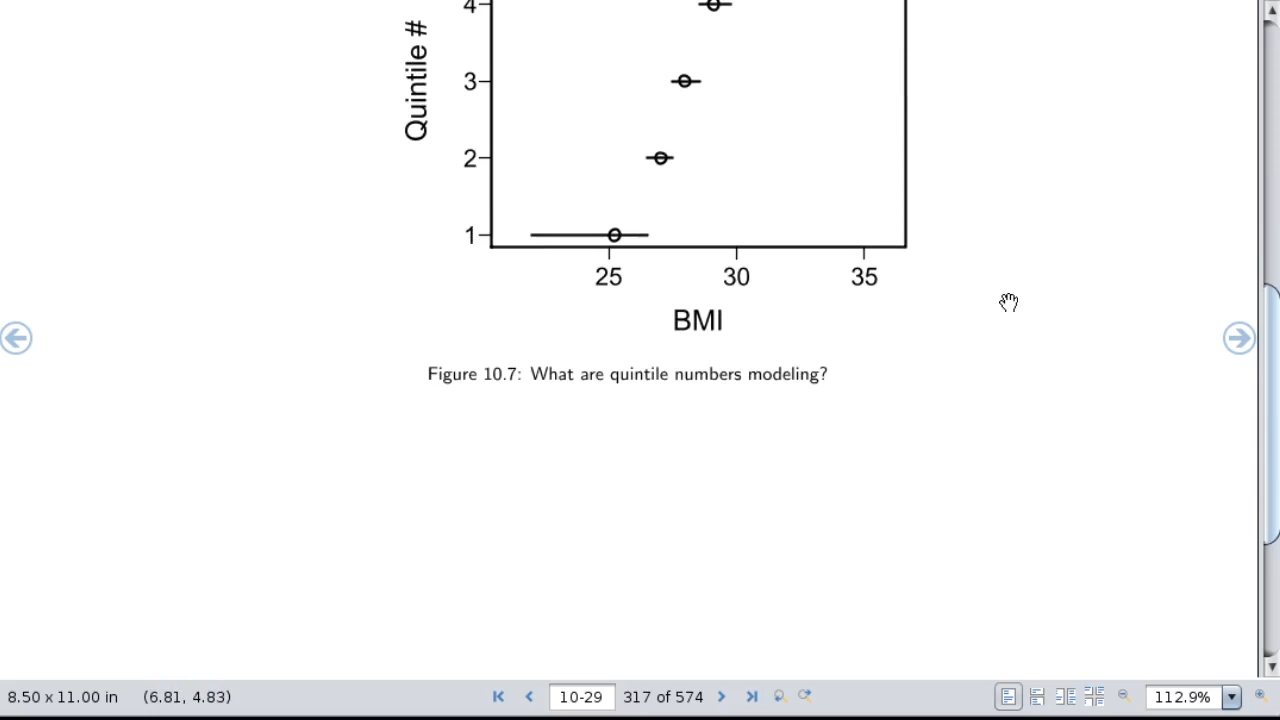 4
Quintile #
3
2
1
25 30 35
BMI
Figure 10.7: What are quintile numbers modeling?
8.50 x 11.00 in (6.81, 4.83) 10-29 317 of 574 112.9%